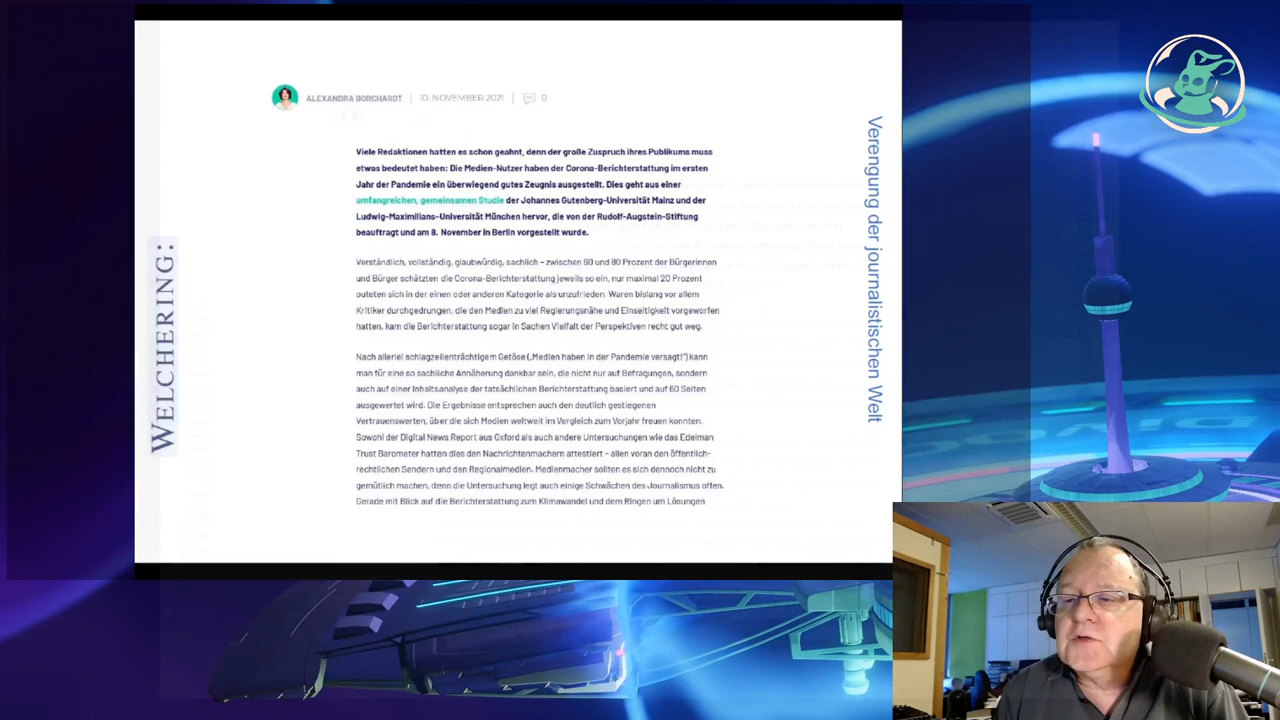 WELCHERING:
ALEXANDRA BORCHARDT | 10. NOVEMBER 2021 | 0
Viele Redaktionen hatten es schon geahnt, denn der große Zuspruch ihres Publikums muss
etwas bedeutet haben: Die Medien-Nutzer haben der Corona-Berichterstattung im ersten
Jahr der Pandemie ein überwiegend gutes Zeugnis ausgestellt. Dies geht aus einer
umfangreichen, gemeinsamen Studie der Johannes Gutenberg-Universität Mainz und der
Ludwig-Maximilians-Universität München hervor, die von der Rudolf-Augstein-Stiftung
beauftragt und am 8. November in Berlin vorgestellt wurde.
Verständlich, vollständig, glaubwürdig, sachlich – zwischen 60 und 80 Prozent der Bürgerinnen
und Bürger schätzten die Corona-Berichterstattung jeweils so ein, nur maximal 20 Prozent
outeten sich in der einen oder anderen Kategorie als unzufrieden. Waren bislang vor allem
Kritiker durchgedrungen, die den Medien zu viel Regierungsnähe und Einseitigkeit vorgeworfen
hatten, kam die Berichterstattung sogar in Sachen Vielfalt der Perspektiven recht gut weg.
Nach allerlei schlagzeilenträchtigem Getöse („Medien haben in der Pandemie versagt!“) kann
man für eine so sachliche Annäherung dankbar sein, die nicht nur auf Befragungen, sondern
auch auf einer Inhaltsanalyse der tatsächlichen Berichterstattung basiert und auf 60 Seiten
ausgewertet wird. Die Ergebnisse entsprechen auch den deutlich gestiegenen
Vertrauenswerten, über die sich Medien weltweit im Vergleich zum Vorjahr freuen konnten.
Sowohl der Digital News Report aus Oxford als auch andere Untersuchungen wie das Edelman
Trust Barometer hatten dies den Nachrichtenmachern attestiert – allen voran den öffentlich-
rechtlichen Sendern und den Regionalmedien. Medienmacher sollten es sich dennoch nicht zu
gemütlich machen, denn die Untersuchung legt auch einige Schwächen des Journalismus offen.
Gerade mit Blick auf die Berichterstattung zum Klimawandel und dem Ringen um Lösungen
Verengung der journalistischen Welt